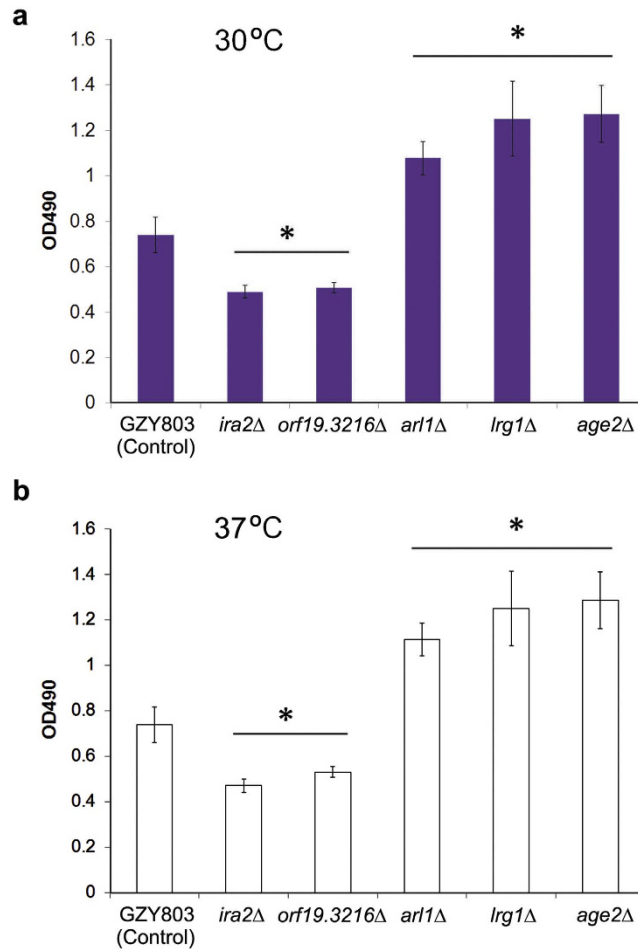 a
30°C
*
*
1.6
1.4
1.2
1
0.8
0.6
0.4
0.2
0
OD490
GZY803 ira2Δ orf19.3216Δ arl1Δ lrg1Δ age2Δ
(Control)
b
37°C
*
*
1.6
1.4
1.2
1
0.8
0.6
0.4
0.2
0
OD490
GZY803 ira2Δ orf19.3216Δ arl1Δ lrg1Δ age2Δ
(Control)